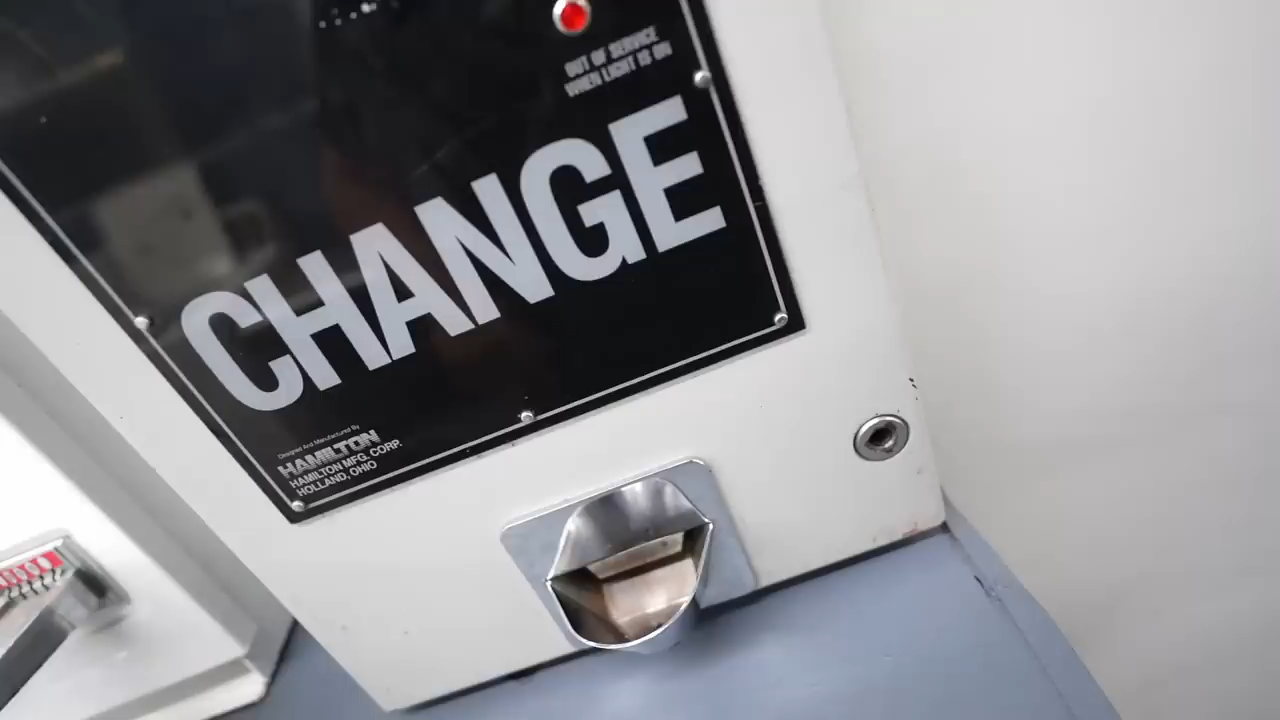 OUT OF SERVICE
WHEN LIGHT IS ON
CHANGE
Designed And Manufactured By
HAMILTON
HAMILTON MFG. CORP.
HOLLAND, OHIO